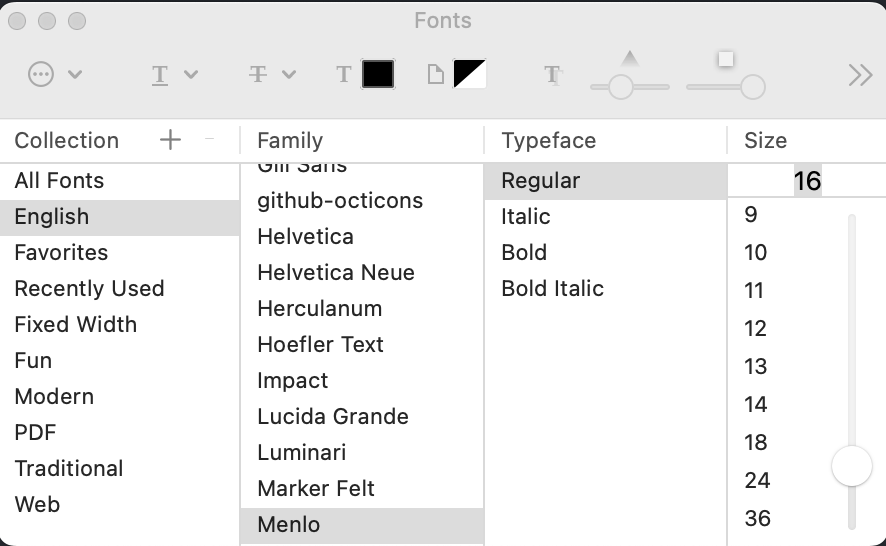 Fonts
T
T
T
T
Collection
Family
Typeface
Size
All Fonts
English
Favorites
Recently Used
Fixed Width
Fun
Modern
PDF
Traditional
Web
Gill Sans
github-octicons
Helvetica
Helvetica Neue
Herculanum
Hoefler Text
Impact
Lucida Grande
Luminari
Marker Felt
Menlo
Regular
Italic
Bold
Bold Italic
16
9
10
11
12
13
14
18
24
36